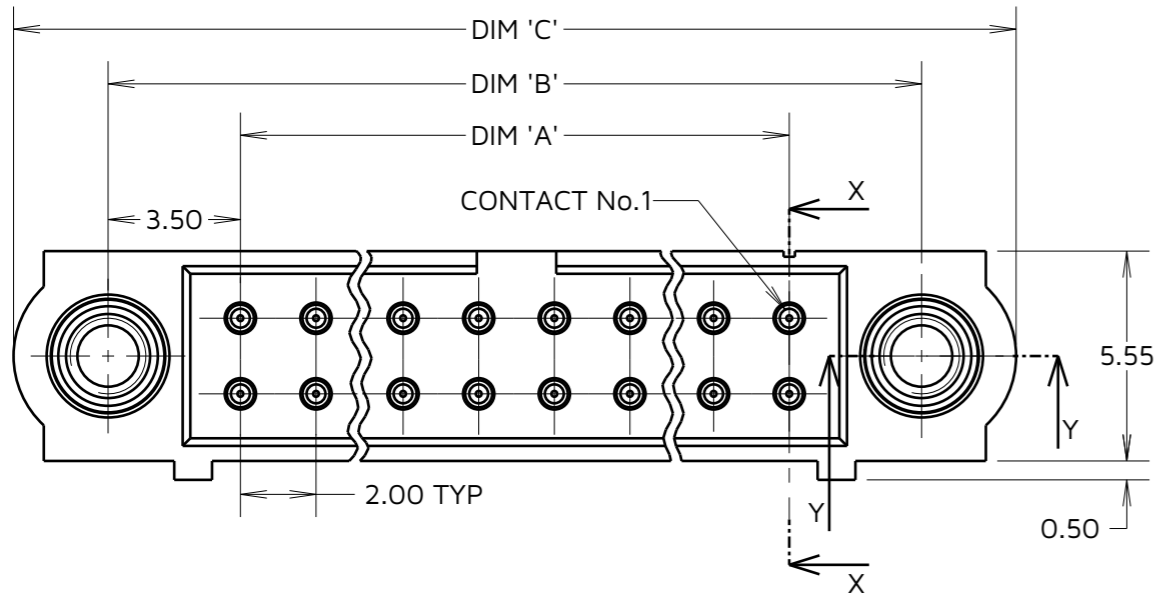 DIM 'C'
DIM 'B'
DIM 'A'
CONTACT No.1
X
3.50
5.55
Y
2.00 TYP
Y
0.50
X